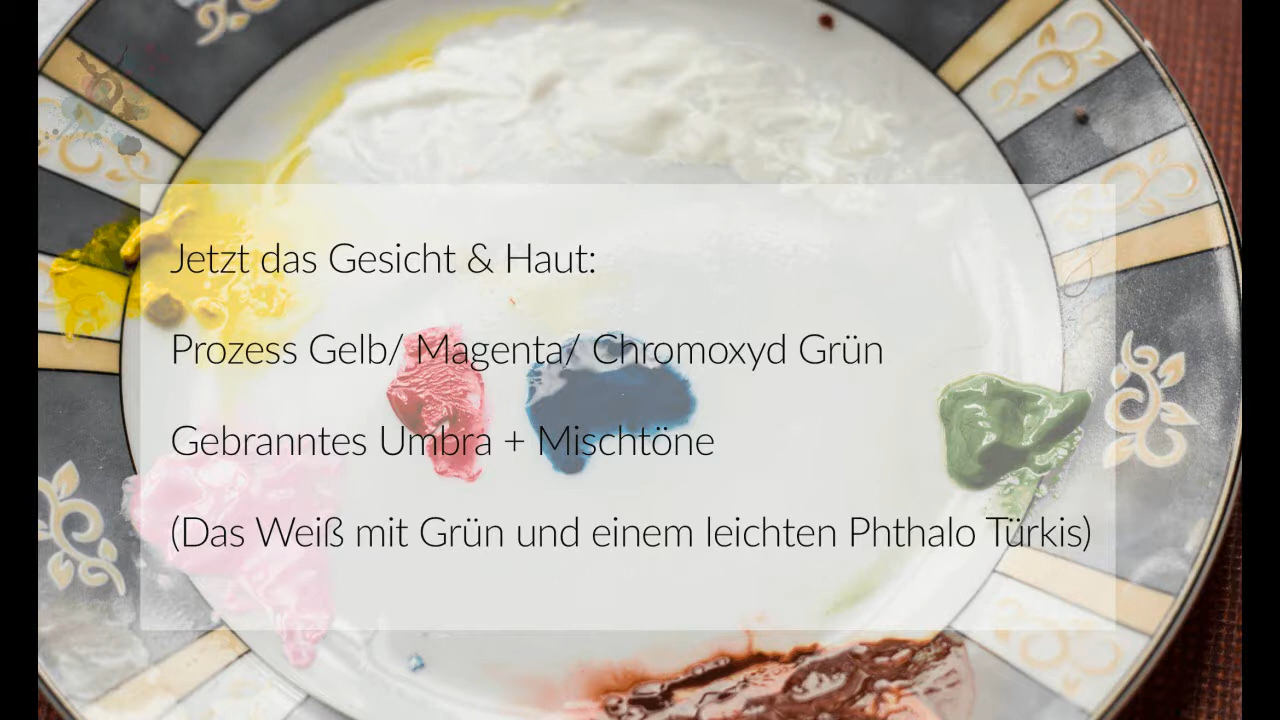 Jetzt das Gesicht & Haut:
Prozess Gelb/ Magenta/ Chromoxyd Grün
Gebranntes Umbra + Mischtöne
(Das Weiß mit Grün und einem leichten Phthalo Türkis)